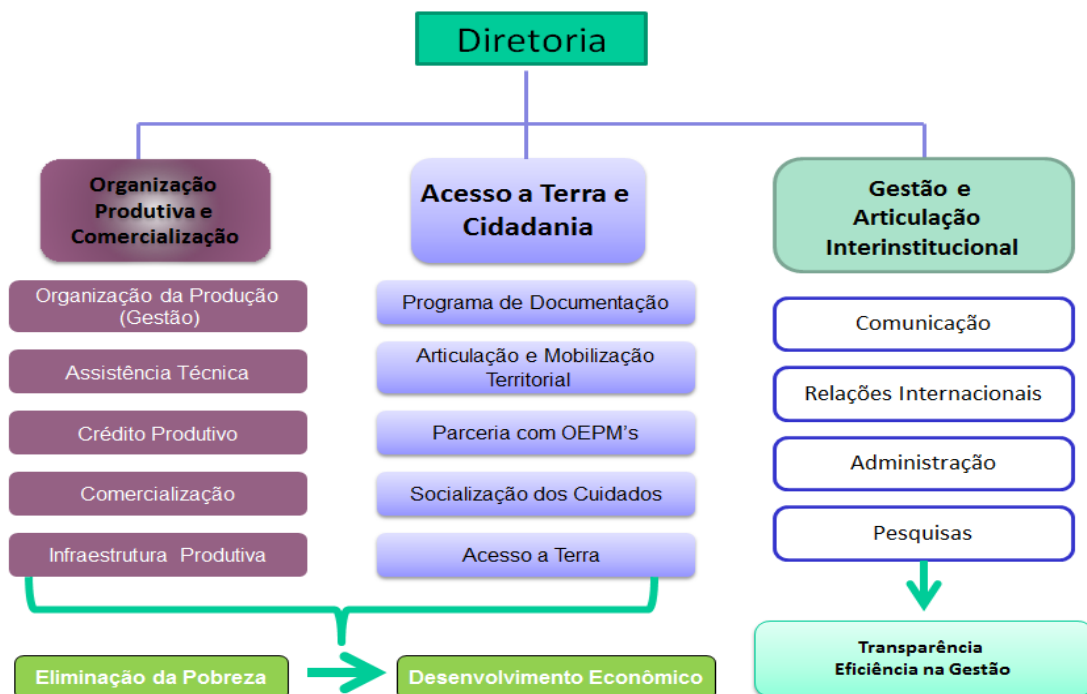 Diretoria
Organização
Produtiva e
Comercialização
Organização da Produção
(Gestão)
Assistência Técnica
Crédito Produtivo
Comercialização
Infraestrutura Produtiva
Acesso a Terra e
Cidadania
Programa de Documentação
Articulação e Mobilização
Territorial
Parceria com OEPM's
Socialização dos Cuidados
Acesso a Terra
Gestão e
Articulação
Interinstitucional
Comunicação
Relações Internacionais
Administração
Pesquisas
Eliminação da Pobreza
Desenvolvimento Econômico
Transparência
Eficiência na Gestão